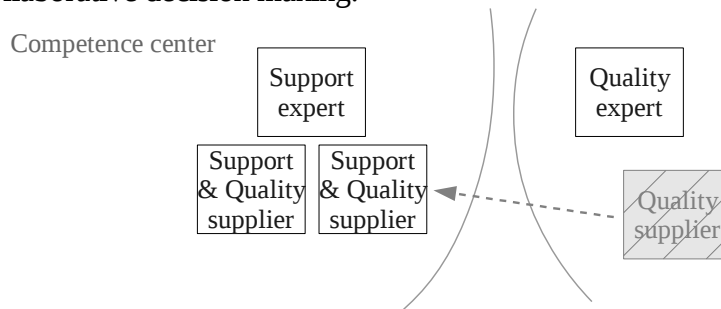 Competence center
Support
expert
Quality
expert
Support
& Quality
supplier
Support
& Quality
supplier
Quality
supplier